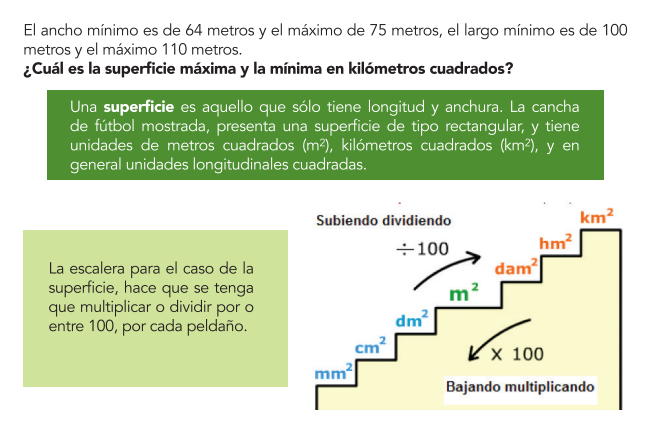 El ancho mínimo es de 64 metros y el máximo de 75 metros, el largo mínimo es de 100
metros y el máximo 110 metros.
¿Cuál es la superficie máxima y la mínima en kilómetros cuadrados?
Una superficie es aquello que sólo tiene longitud y anchura. La cancha
de fútbol mostrada, presenta una superficie de tipo rectangular, y tiene
unidades de metros cuadrados (m²), kilómetros cuadrados (km²), y en
general unidades longitudinales cuadradas.
La escalera para el caso de la
superficie, hace que se tenga
que multiplicar o dividir por o
entre 100, por cada peldaño.
Subiendo dividiendo
÷100
km²
hm²
dam²
m²
dm²
cm²
mm²
X 100
Bajando multiplicando